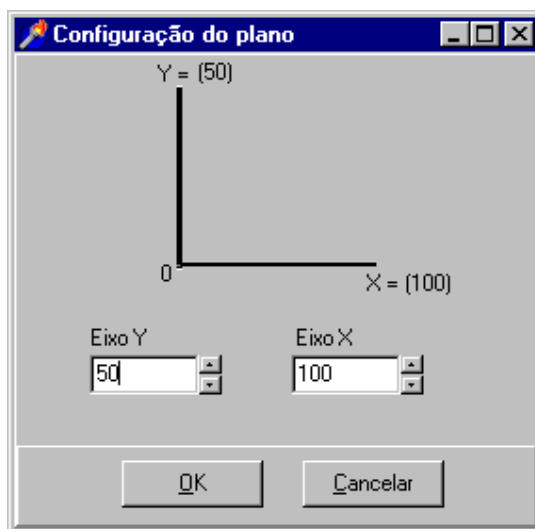 Configuração do plano
Y = (50)
0
X = (100)
Eixo Y
Eixo X
50
100
OK
Cancelar